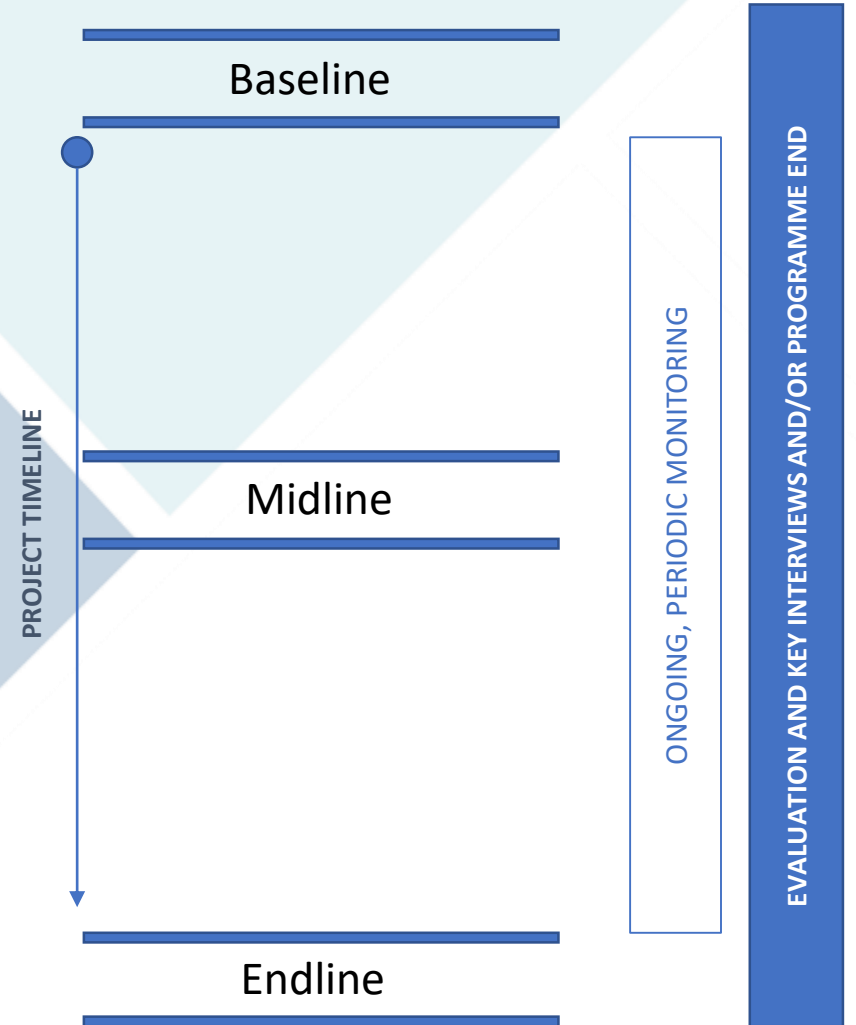 Baseline
PROJECT TIMELINE
Midline
Endline
ONGOING, PERIODIC MONITORING
EVALUATION AND KEY INTERVIEWS AND/OR PROGRAMME END